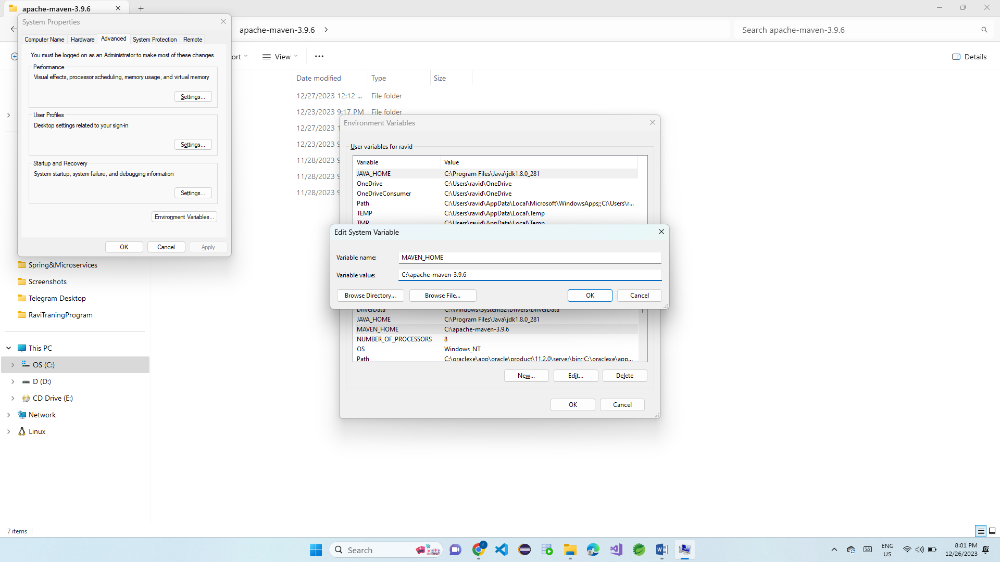 apache-maven-3.9.6
System Properties
Computer Name Hardware Advanced System Protection Remote
You must be logged on as an Administrator to make most of these changes.
Performance
Visual effects, processor scheduling, memory usage, and virtual memory
Settings...
User Profiles
Desktop settings related to your sign-in
Settings...
Startup and Recovery
System startup, system failure, and debugging information
Settings...
Environment Variables...
OK Cancel Apply
apache-maven-3.9.6
Search apache-maven-3.9.6
ort View Details
Date modified Type Size
12/27/2023 12:12 ... File folder
12/23/2023 9:17 PM File folder
12/27/2023 1
12/23/2023 9
11/28/2023 9
11/28/2023 9
11/28/2023 9
Spring&Microservices
Screenshots
Telegram Desktop
RaviTraningProgram
This PC
OS (C:)
D (D:)
CD Drive (E:)
Network
Linux
7 items
Environment Variables
User variables for ravid
Variable Value
JAVA_HOME C:\Program Files\Java\jdk1.8.0_281
OneDrive C:\Users\ravid\OneDrive
OneDriveConsumer C:\Users\ravid\OneDrive
Path C:\Users\ravid\AppData\Local\Microsoft\WindowsApps;;C:\Users\r...
TEMP C:\Users\ravid\AppData\Local\Temp
TMP C:\Users\ravid\AppData\Local\Temp
Edit System Variable
Variable name: MAVEN_HOME
Variable value: C:\apache-maven-3.9.6
Browse Directory... Browse File... OK Cancel
DriverData C:\Windows\System32\Drivers\DriverData
JAVA_HOME C:\Program Files\Java\jdk1.8.0_281
MAVEN_HOME C:\apache-maven-3.9.6
NUMBER_OF_PROCESSORS 8
OS Windows_NT
Path C:\oraclexe\app\oracle\product\11.2.0\server\bin;;C:\oraclexe\app...
New... Edit... Delete
OK Cancel
Search
r
ENG
US
8:01 PM
12/26/2023